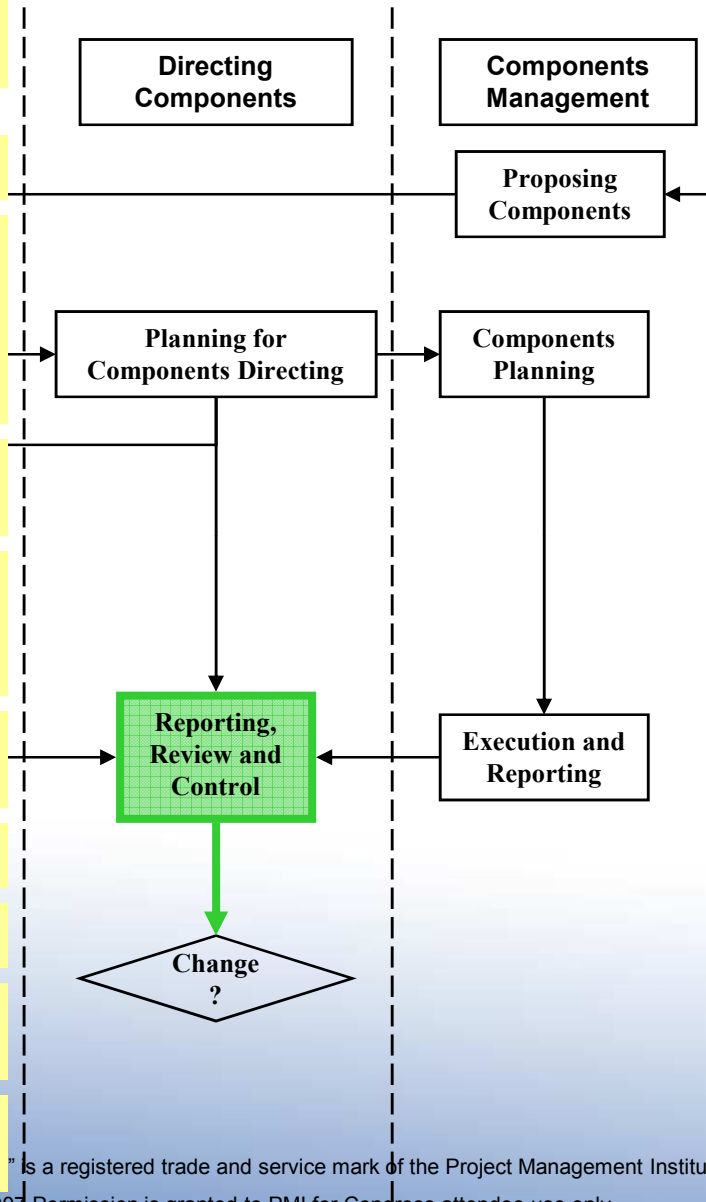 Directing
Components
Components
Management
Proposing
Components
Planning for
Components Directing
Components
Planning
Reporting,
Review and
Control
Execution and
Reporting
Change
?
” is a registered trade and service mark of the Project Management
Permission is granted to PMI for Congress attendee use only